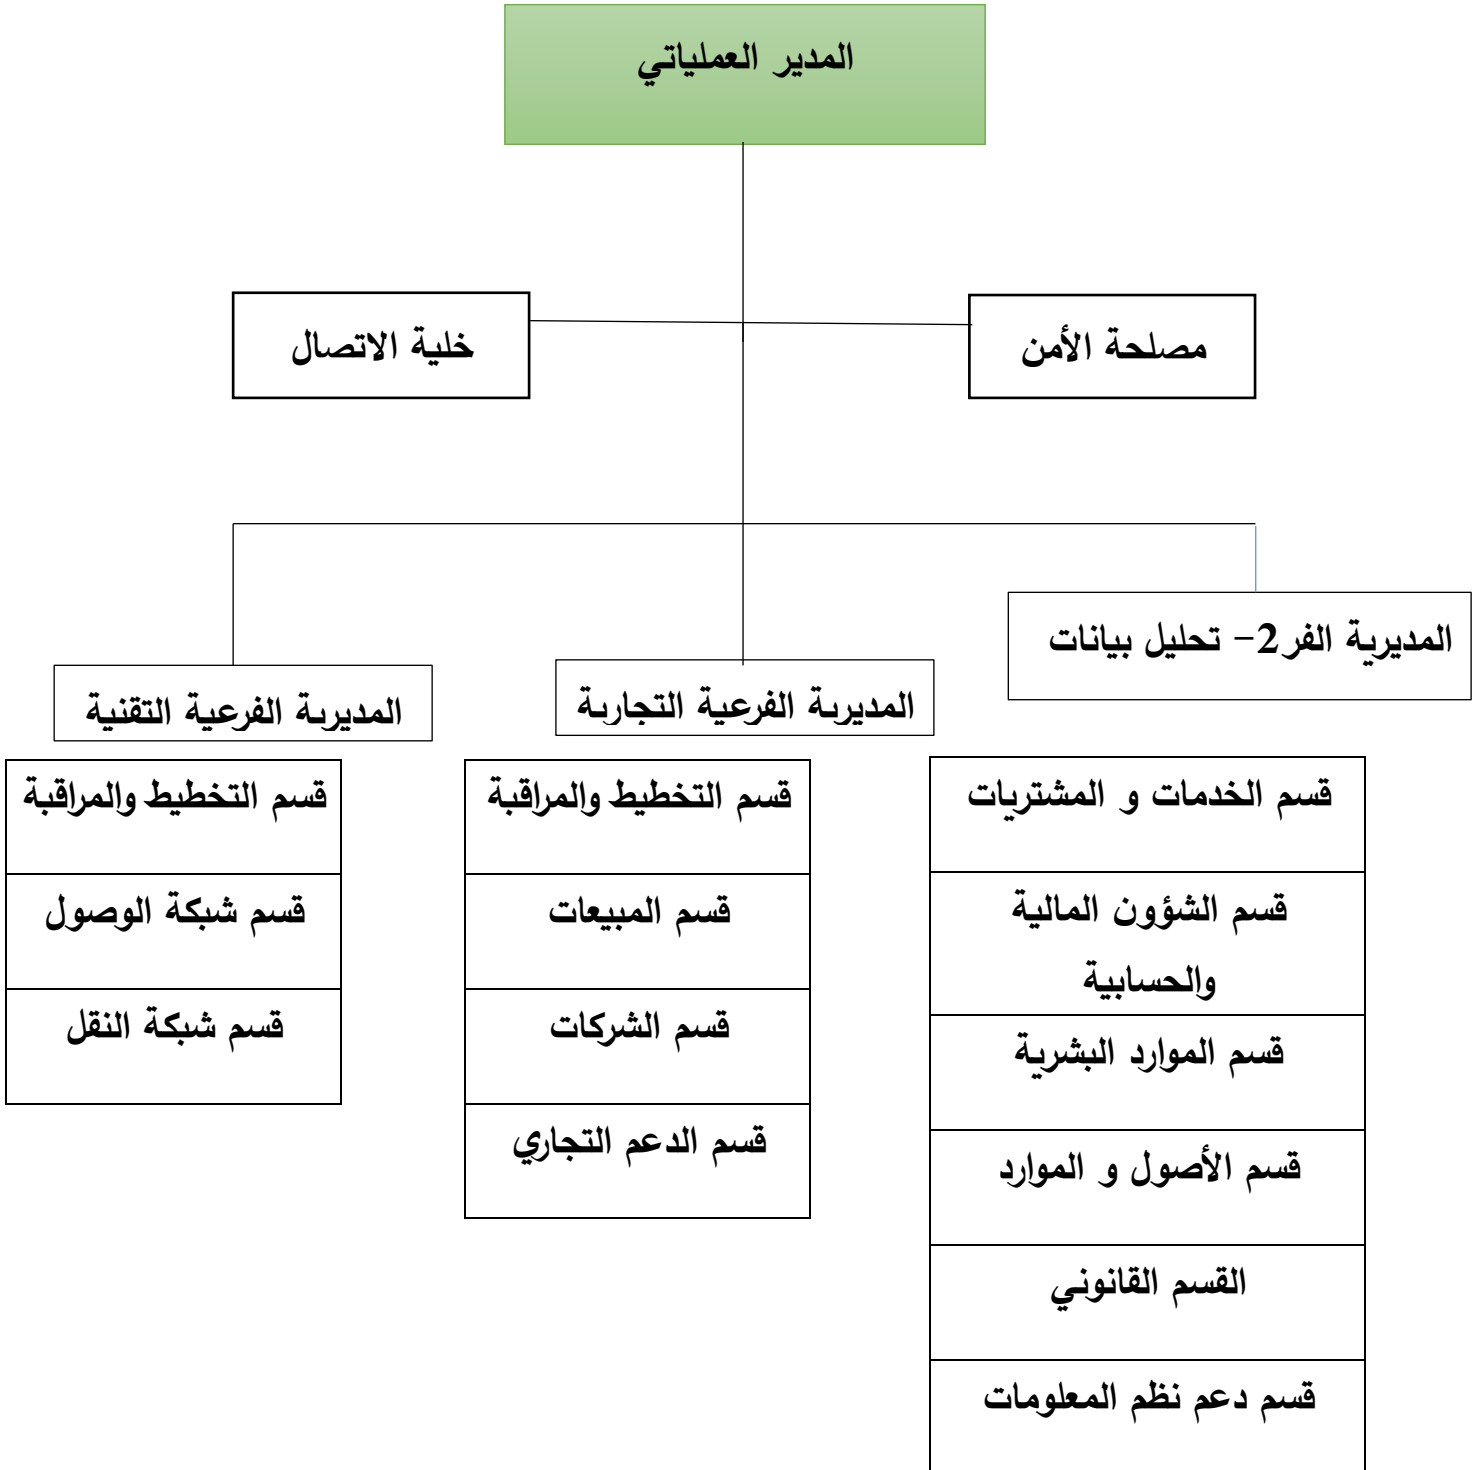 المدير العملياتي
مصلحة الأمن
خلية الاتصال
المديرية الفر2- تحليل بيانات
المديرية الفرعية التجارية
المديرية الفرعية التقنية
قسم الخدمات و المشتريات
قسم الشؤون المالية
والحسابية
قسم الموارد البشرية
قسم الأصول و الموارد
القسم القانوني
قسم دعم نظم المعلومات
قسم التخطيط والمراقبة
قسم المبيعات
قسم الشركات
قسم الدعم التجاري
قسم التخطيط والمراقبة
قسم شبكة الوصول
قسم شبكة النقل